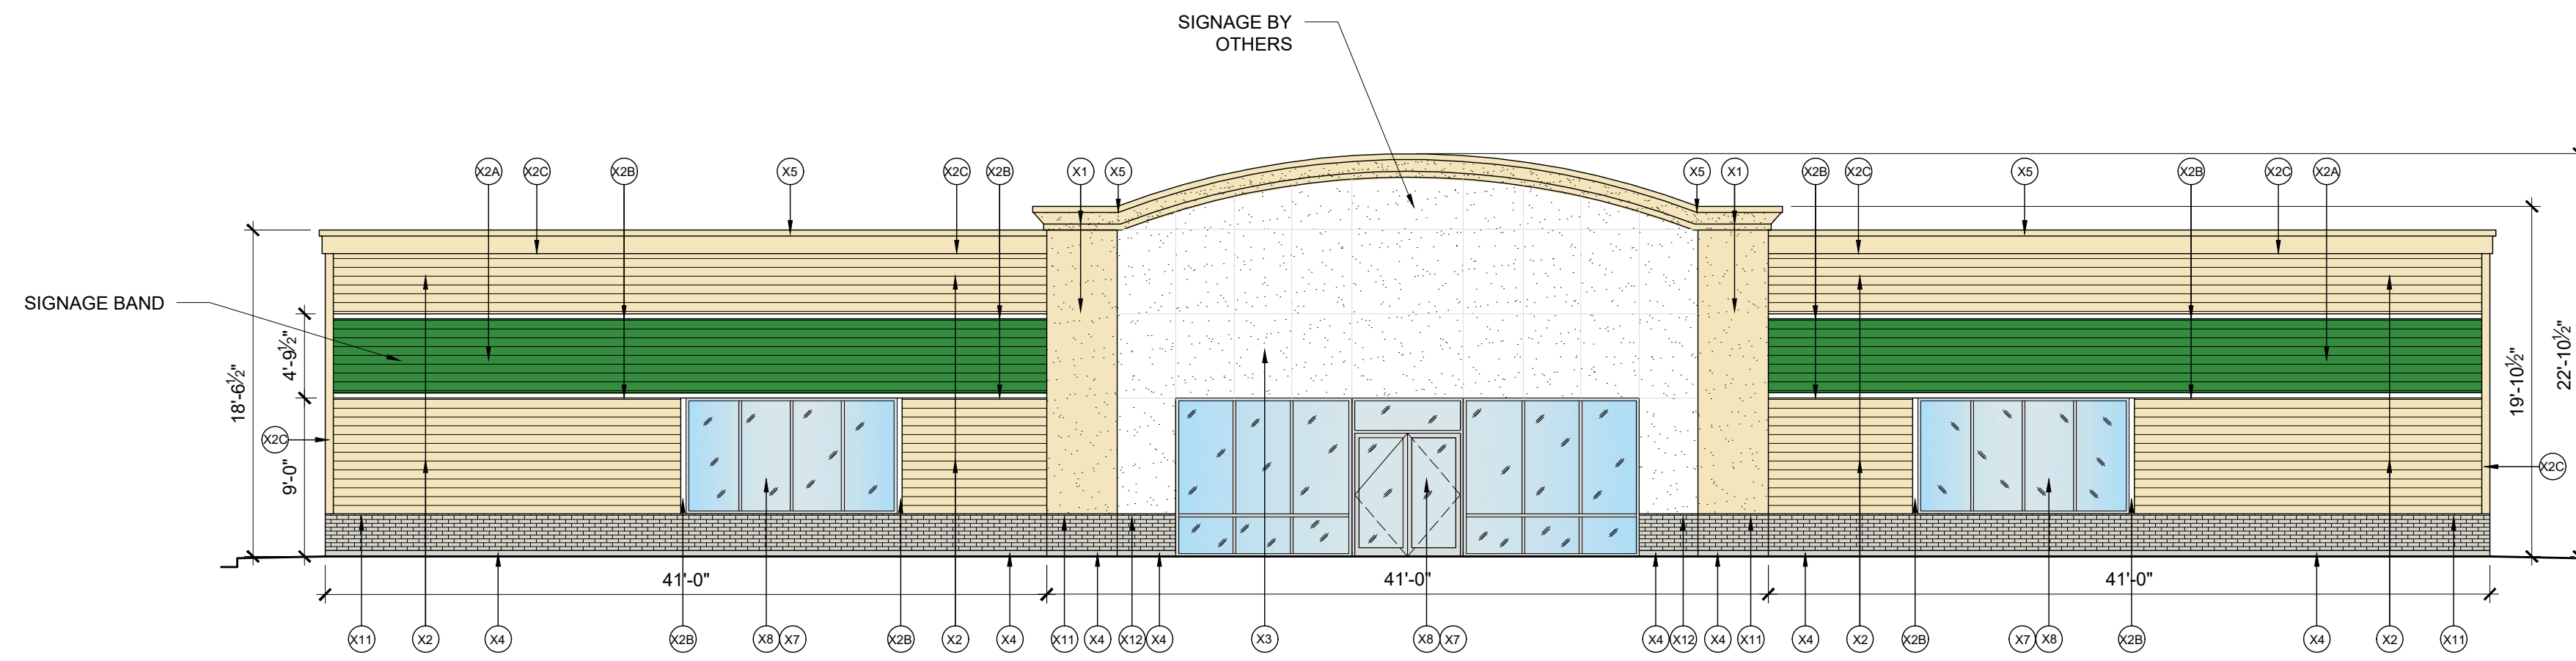 SIGNAGE BY
OTHERS
X2A X2C X2B X5 X2C X2B X1 X5 X5 X1 X2B X2C X5 X2B X2C X2A
SIGNAGE BAND
18'-6½"
4'-9½"
9'-0"
X2C
19'-10½"
22'-10½"
X2C
41'-0" 41'-0" 41'-0"
X11 X2 X4 X2B X8 X7 X2B X2 X4 X11 X4 X12 X4 X3 X8 X7 X4 X12 X4 X11 X4 X2 X2B X7 X8 X2B X4 X2 X11